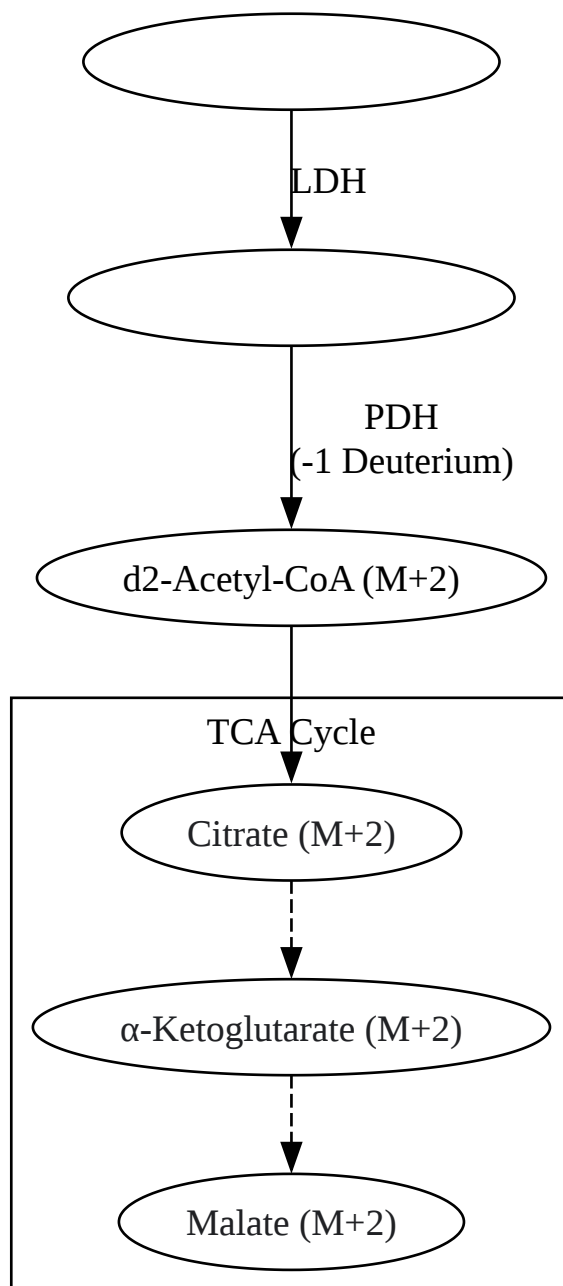 LDH
PDH
(-1 Deuterium)
d2-Acetyl-CoA (M+2)
TCA Cycle
Citrate (M+2)
α-Ketoglutarate (M+2)
Malate (M+2)